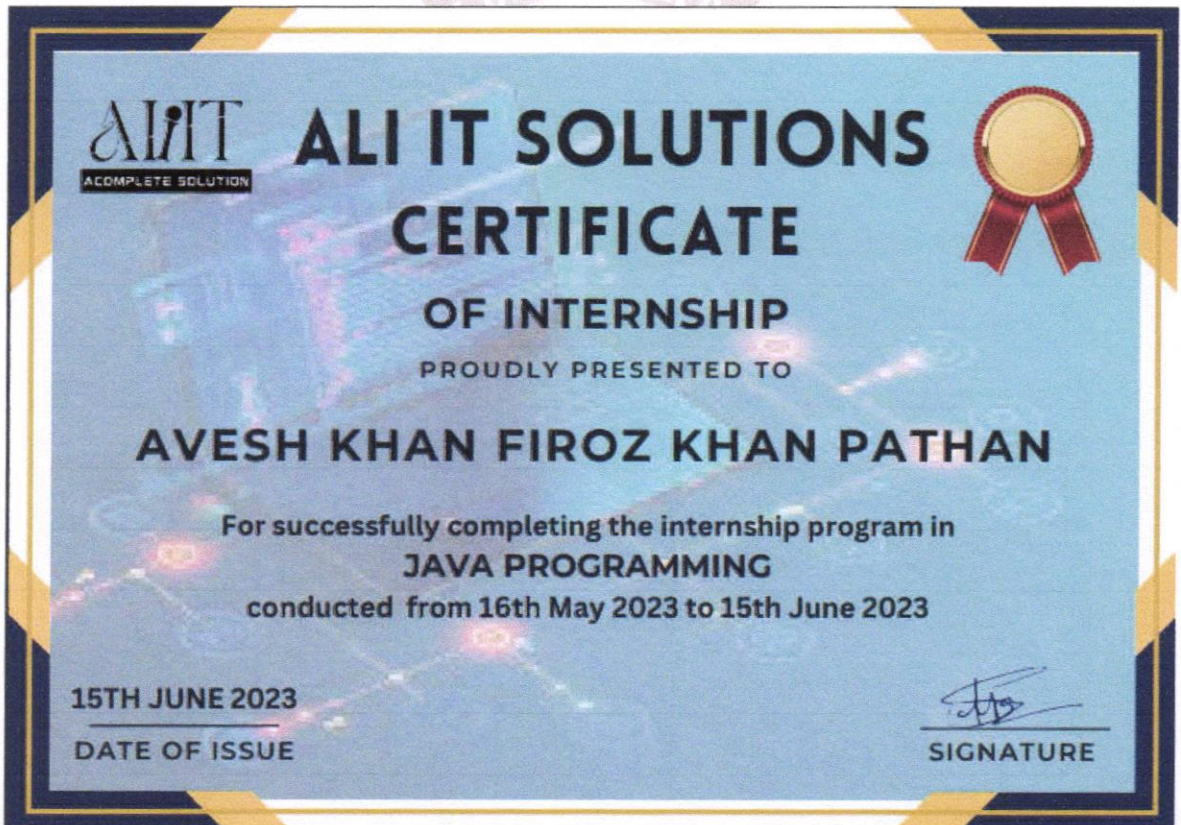 ALIIT
ACOMPLETE SOLUTION
ALI IT SOLUTIONS
CERTIFICATE
OF INTERNSHIP
PROUDLY PRESENTED TO
AVESH KHAN FIROZ KHAN PATHAN
For successfully completing the internship program in
JAVA PROGRAMMING
conducted from 16th May 2023 to 15th June 2023
15TH JUNE 2023
DATE OF ISSUE
SIGNATURE